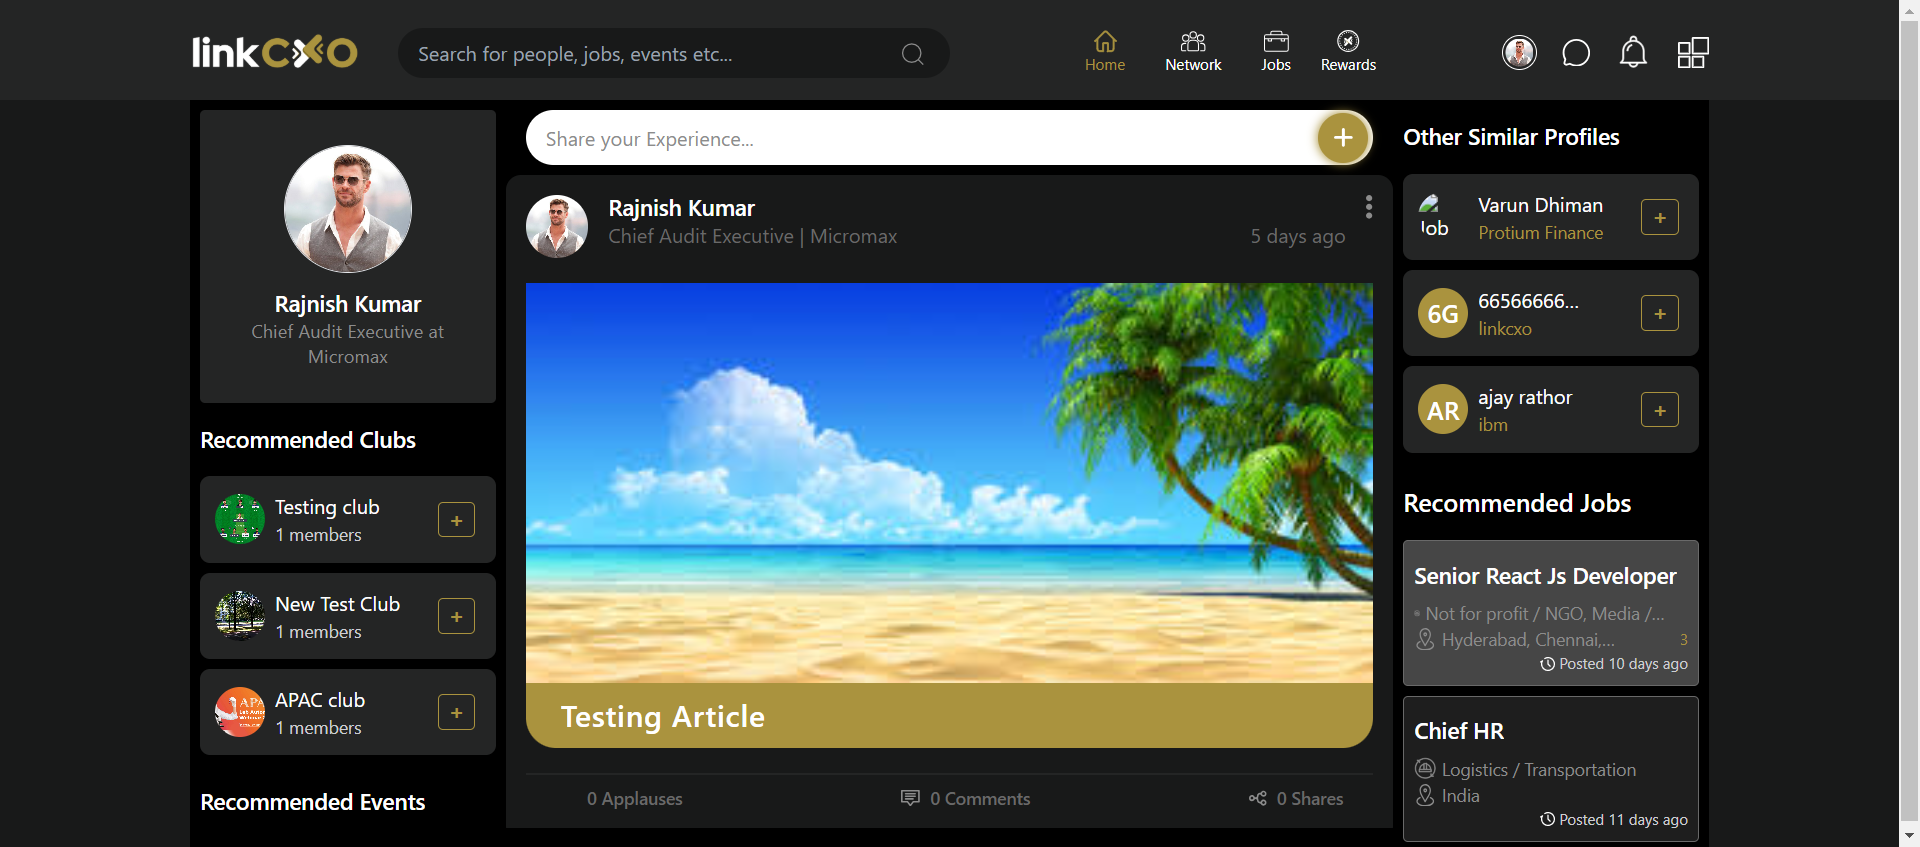 linkcxo
Search for people, jobs, events etc...
Home
Network
Jobs
Rewards
Rajnish Kumar
Chief Audit Executive at
Micromax
Recommended Clubs
Testing club
1 members
+
New Test Club
1 members
+
APAC club
1 members
+
Recommended Events
Share your Experience...
+
Rajnish Kumar
Chief Audit Executive | Micromax
5 days ago
Testing Article
0 Applauses
0 Comments
0 Shares
Other Similar Profiles
Job
Varun Dhiman
Protium Finance
+
6G
66566666...
linkcxo
+
AR
ajay rathor
ibm
+
Recommended Jobs
Senior React Js Developer
Not for profit / NGO, Media /...
Hyderabad, Chennai,...
3
Posted 10 days ago
Chief HR
Logistics / Transportation
India
Posted 11 days ago